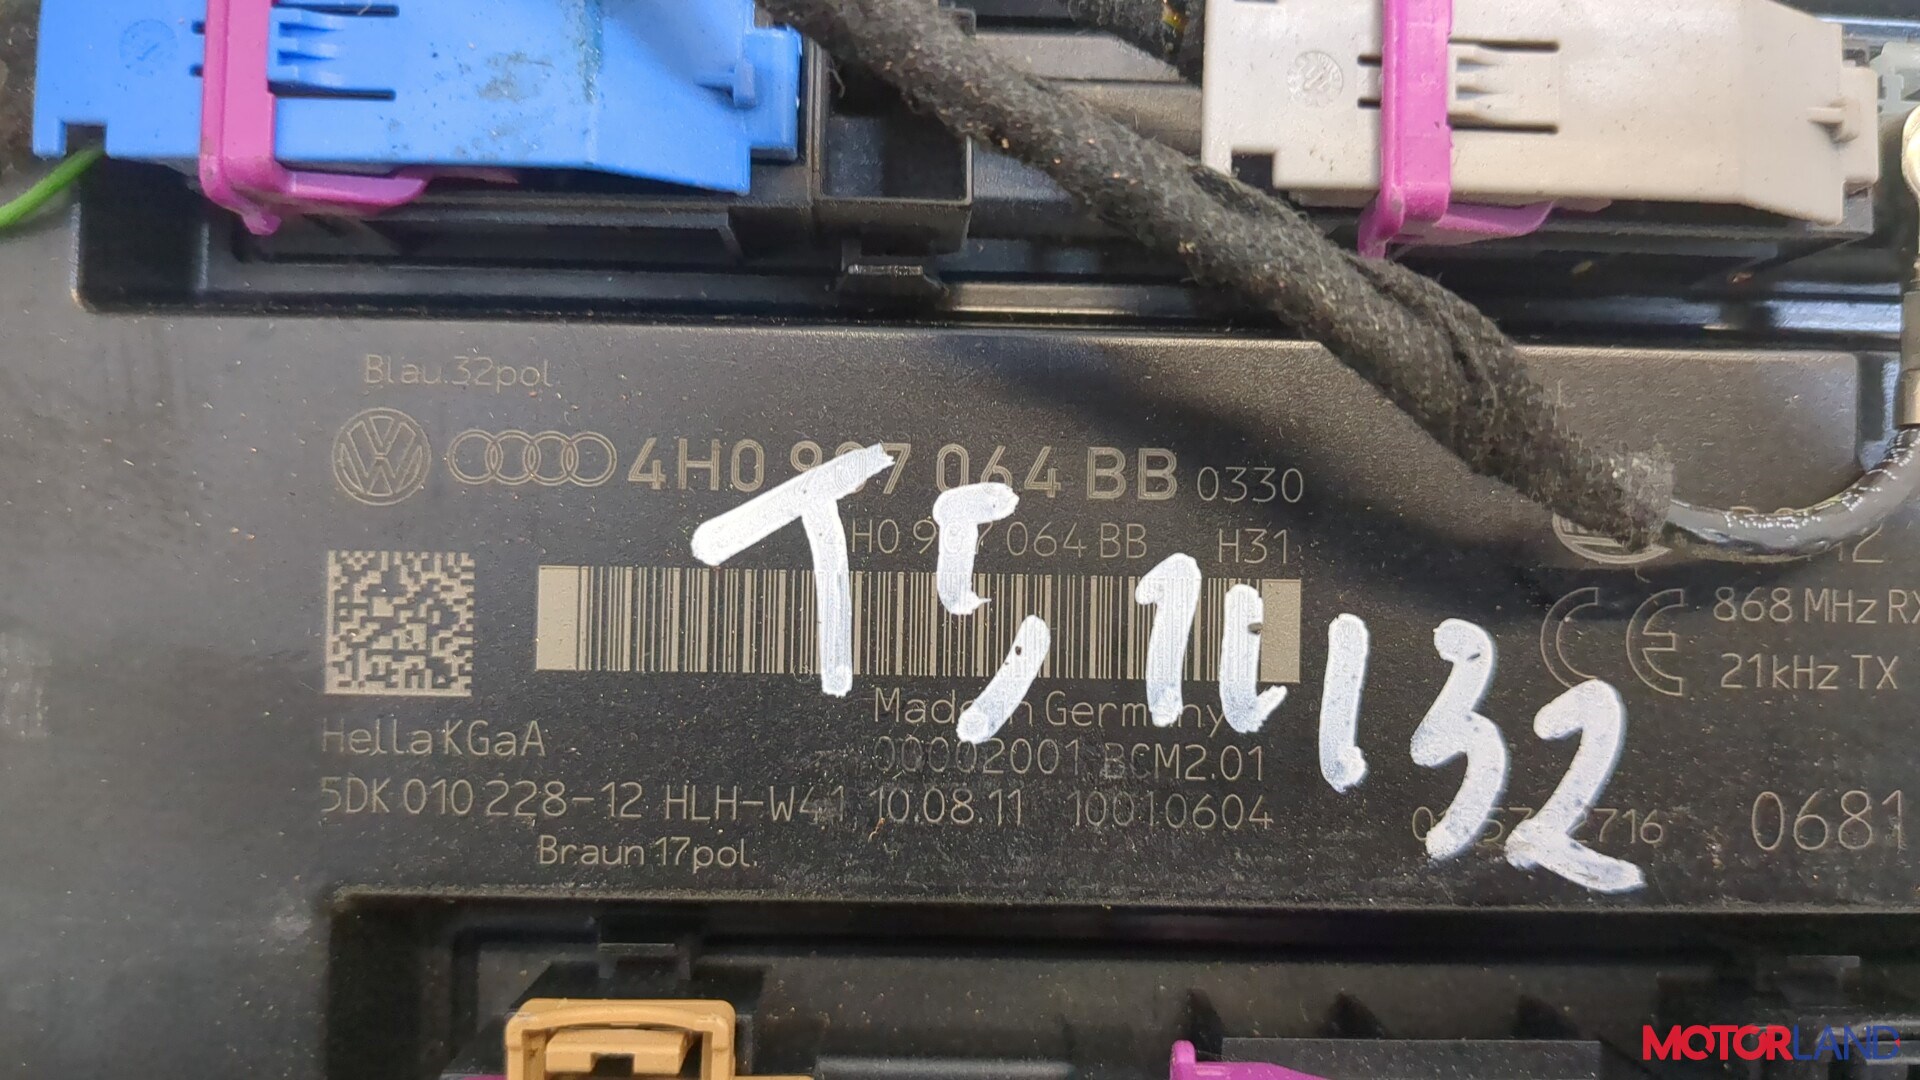 Blau 32pol
4H0 907 064 BB 0330
4H0 907 064 BB H31
868 MHz RX
21kHz TX
Made in Germany
Hella KGaA
00002001 BCM2.01
5DK 010 228-12 HLH-W41 10.08.11 10010604
0681
Braun 17pol.
MOTORLAND